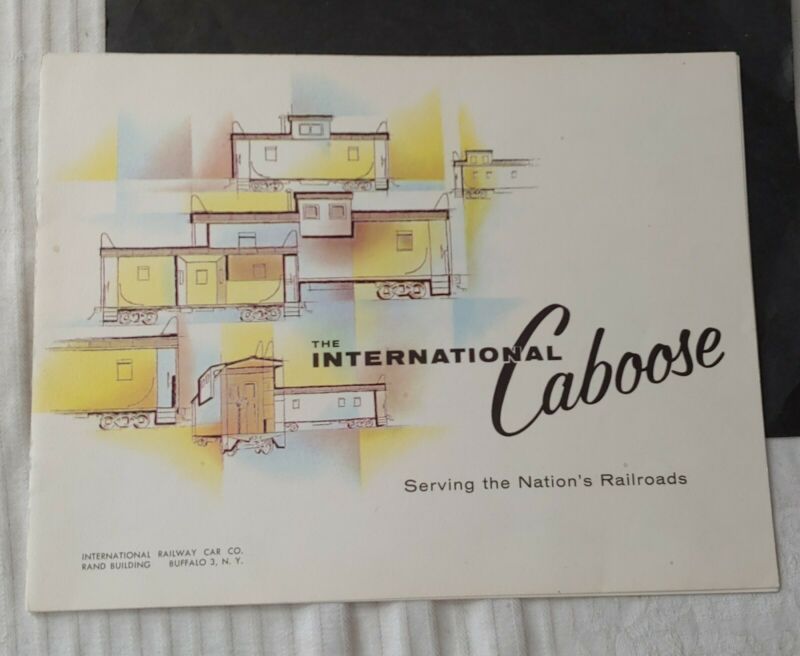 THE
INTERNATIONAL Caboose
Serving the Nation's Railroads
INTERNATIONAL RAILWAY CAR CO.
RAND BUILDING BUFFALO 3, N. Y.